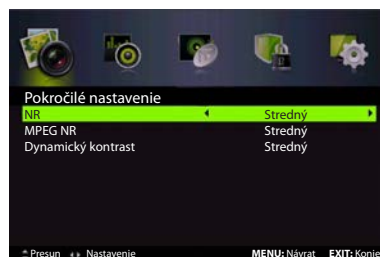 Pokročilé nastavenie
NR Stredný
MPEG NR Stredný
Dynamický kontrast Stredný
Presun Nastavenie MENU: Návrat EXIT: Konie